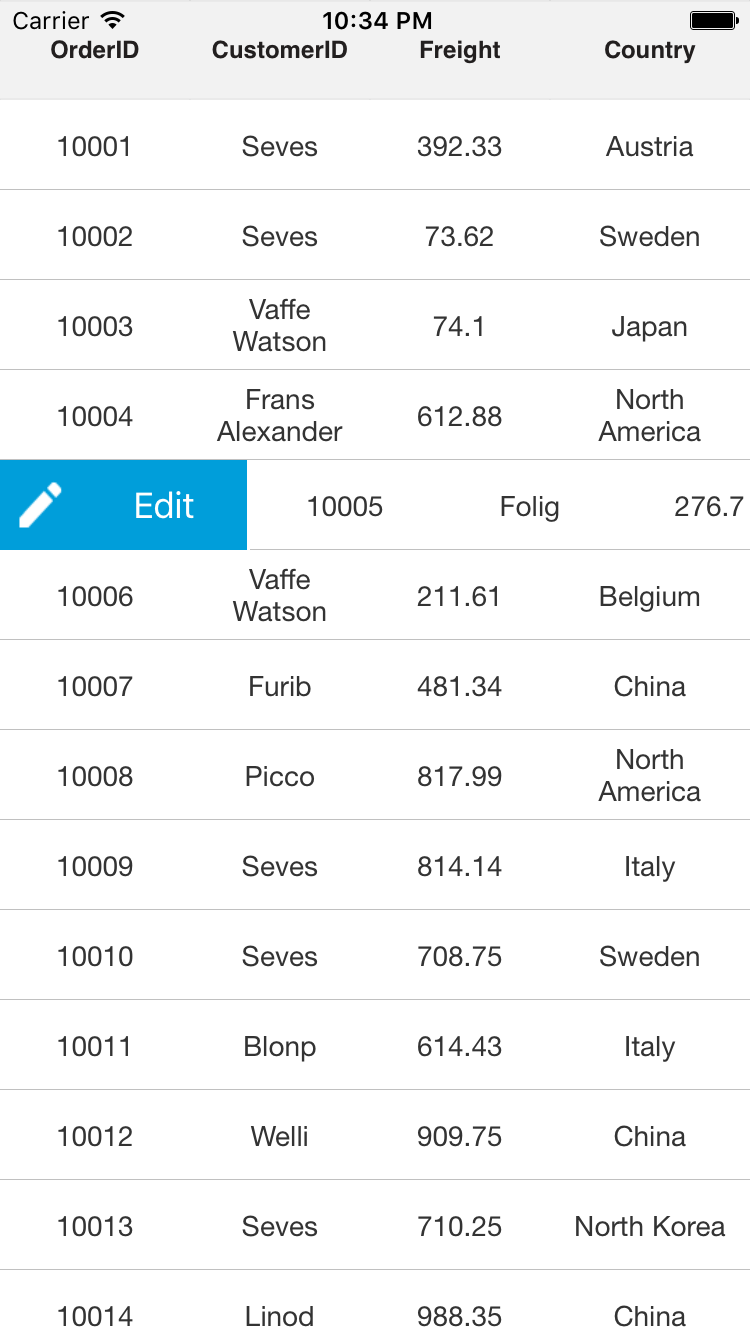 Carrier 10:34 PM
OrderID CustomerID Freight Country
10001 Seves 392.33 Austria
10002 Seves 73.62 Sweden
10003 Vaffe Watson 74.1 Japan
10004 Frans Alexander 612.88 North America
Edit 10005 Folig 276.7
10006 Vaffe Watson 211.61 Belgium
10007 Furib 481.34 China
10008 Picco 817.99 North America
10009 Seves 814.14 Italy
10010 Seves 708.75 Sweden
10011 Blonp 614.43 Italy
10012 Welli 909.75 China
10013 Seves 710.25 North Korea
10014 Linod 988.35 China